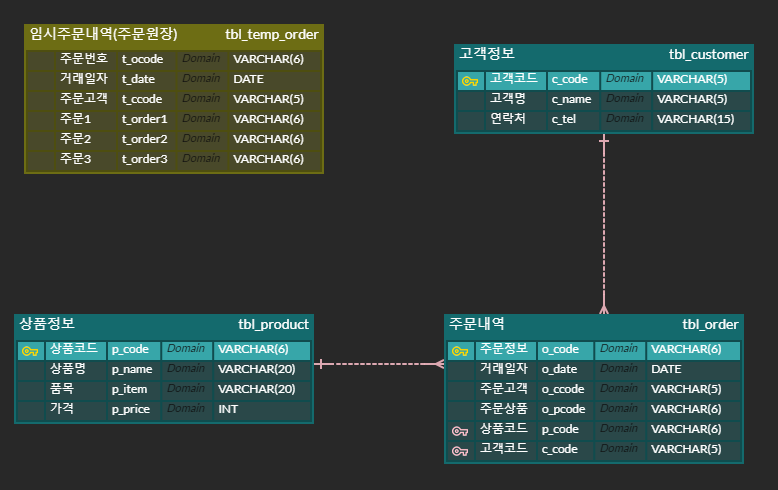 임시주문내역(주문원장) tbl_temp_order
주문번호 t_ocode Domain VARCHAR(6)
거래일자 t_date Domain DATE
주문고객 t_ccode Domain VARCHAR(5)
주문1 t_order1 Domain VARCHAR(6)
주문2 t_order2 Domain VARCHAR(6)
주문3 t_order3 Domain VARCHAR(6)
고객정보 tbl_customer
고객코드 c_code Domain VARCHAR(5)
고객명 c_name Domain VARCHAR(5)
연락처 c_tel Domain VARCHAR(15)
상품정보 tbl_product
상품코드 p_code Domain VARCHAR(6)
상품명 p_name Domain VARCHAR(20)
품목 p_item Domain VARCHAR(20)
가격 p_price Domain INT
주문내역 tbl_order
주문정보 o_code Domain VARCHAR(6)
거래일자 o_date Domain DATE
주문고객 o_ccode Domain VARCHAR(5)
주문상품 o_pcode Domain VARCHAR(6)
상품코드 p_code Domain VARCHAR(6)
고객코드 c_code Domain VARCHAR(5)